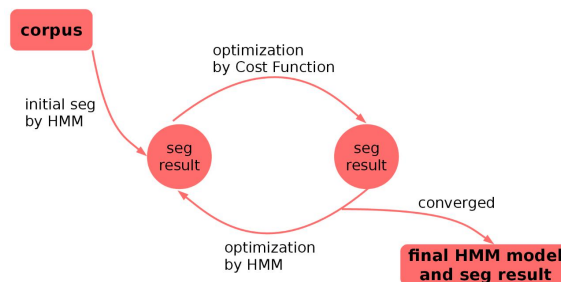 corpus
optimization
by Cost Function
initial seg
by HMM
seg
result
seg
result
converged
optimization
by HMM
final HMM model
and seg result